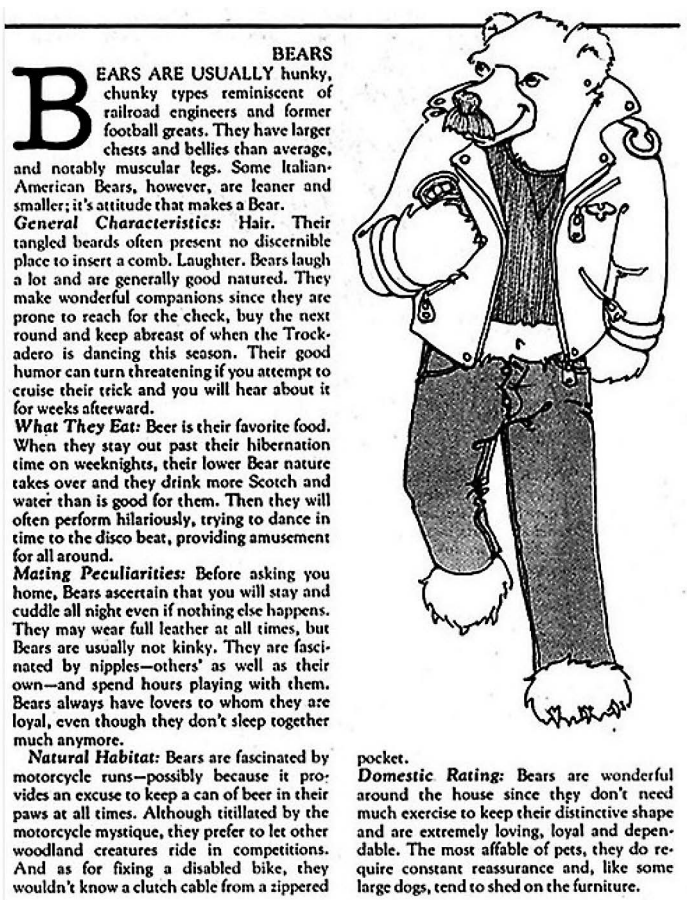 BEARS
BEARS ARE USUALLY hunky,
chunky types reminiscent of
railroad engineers and former
football greats. They have larger
chests and bellies than average,
and notably muscular legs. Some Italian-
American Bears, however, are leaner and
smaller; it's attitude that makes a Bear.
General Characteristics: Hair. Their
tangled beards often present no discernible
place to insert a comb. Laughter. Bears laugh
a lot and are generally good natured. They
make wonderful companions since they are
prone to reach for the check, buy the next
round and keep abreast of when the Trock-
adero is dancing this season. Their good
humor can turn threatening if you attempt to
cruise their trick and you will hear about it
for weeks afterward.
What They Eat: Beer is their favorite food.
When they stay out past their hibernation
time on weeknights, their lower Bear nature
takes over and they drink more Scotch and
water than is good for them. Then they will
often perform hilariously, trying to dance in
time to the disco beat, providing amusement
for all around.
Mating Peculiarities: Before asking you
home, Bears ascertain that you will stay and
cuddle all night even if nothing else happens.
They may wear full leather at all times, but
Bears are usually not kinky. They are fasci-
nated by nipples—others' as well as their
own—and spend hours playing with them.
Bears always have lovers to whom they are
loyal, even though they don't sleep together
much anymore.
Natural Habitat: Bears are fascinated by
motorcycle runs—possibly because it pro-
vides an excuse to keep a can of beer in their
paws at all times. Although titillated by the
motorcycle mystique, they prefer to let other
woodland creatures ride in competitions.
And as for fixing a disabled bike, they
wouldn't know a clutch cable from a zippered
pocket.
Domestic Rating: Bears are wonderful
around the house since they don't need
much exercise to keep their distinctive shape
and are extremely loving, loyal and depen-
dable. The most affable of pets, they do re-
quire constant reassurance and, like some
large dogs, tend to shed on the furniture.